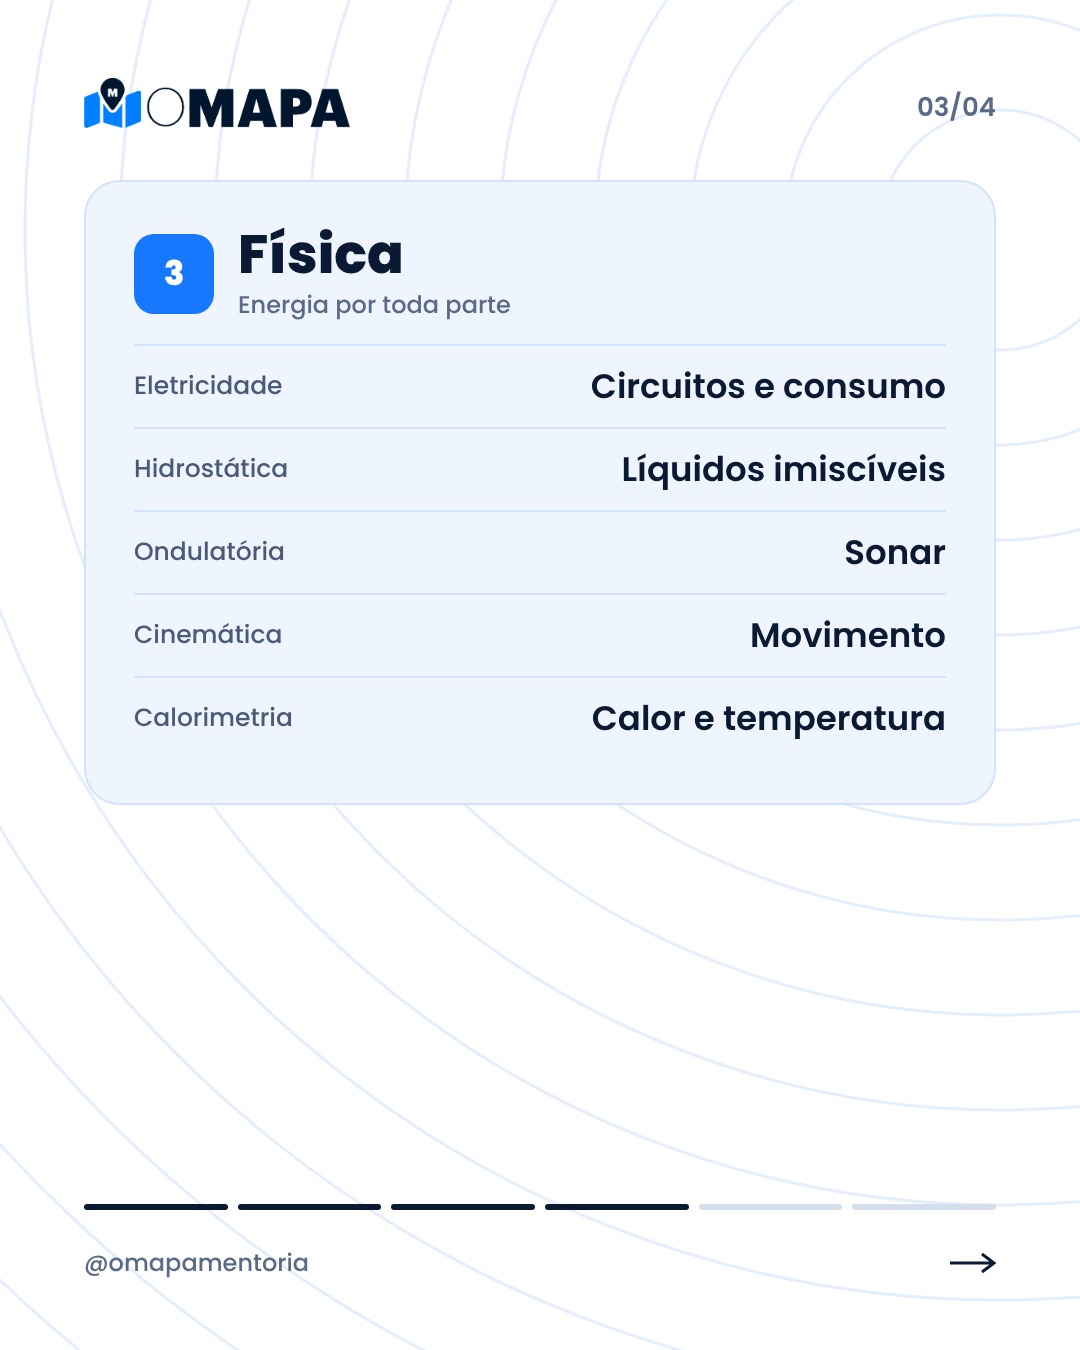 M OMAPA
03/04
3
Física
Energia por toda parte
Eletricidade Circuitos e consumo
Hidrostática Líquidos imiscíveis
Ondulatória Sonar
Cinemática Movimento
Calorimetria Calor e temperatura
@omapamentoria